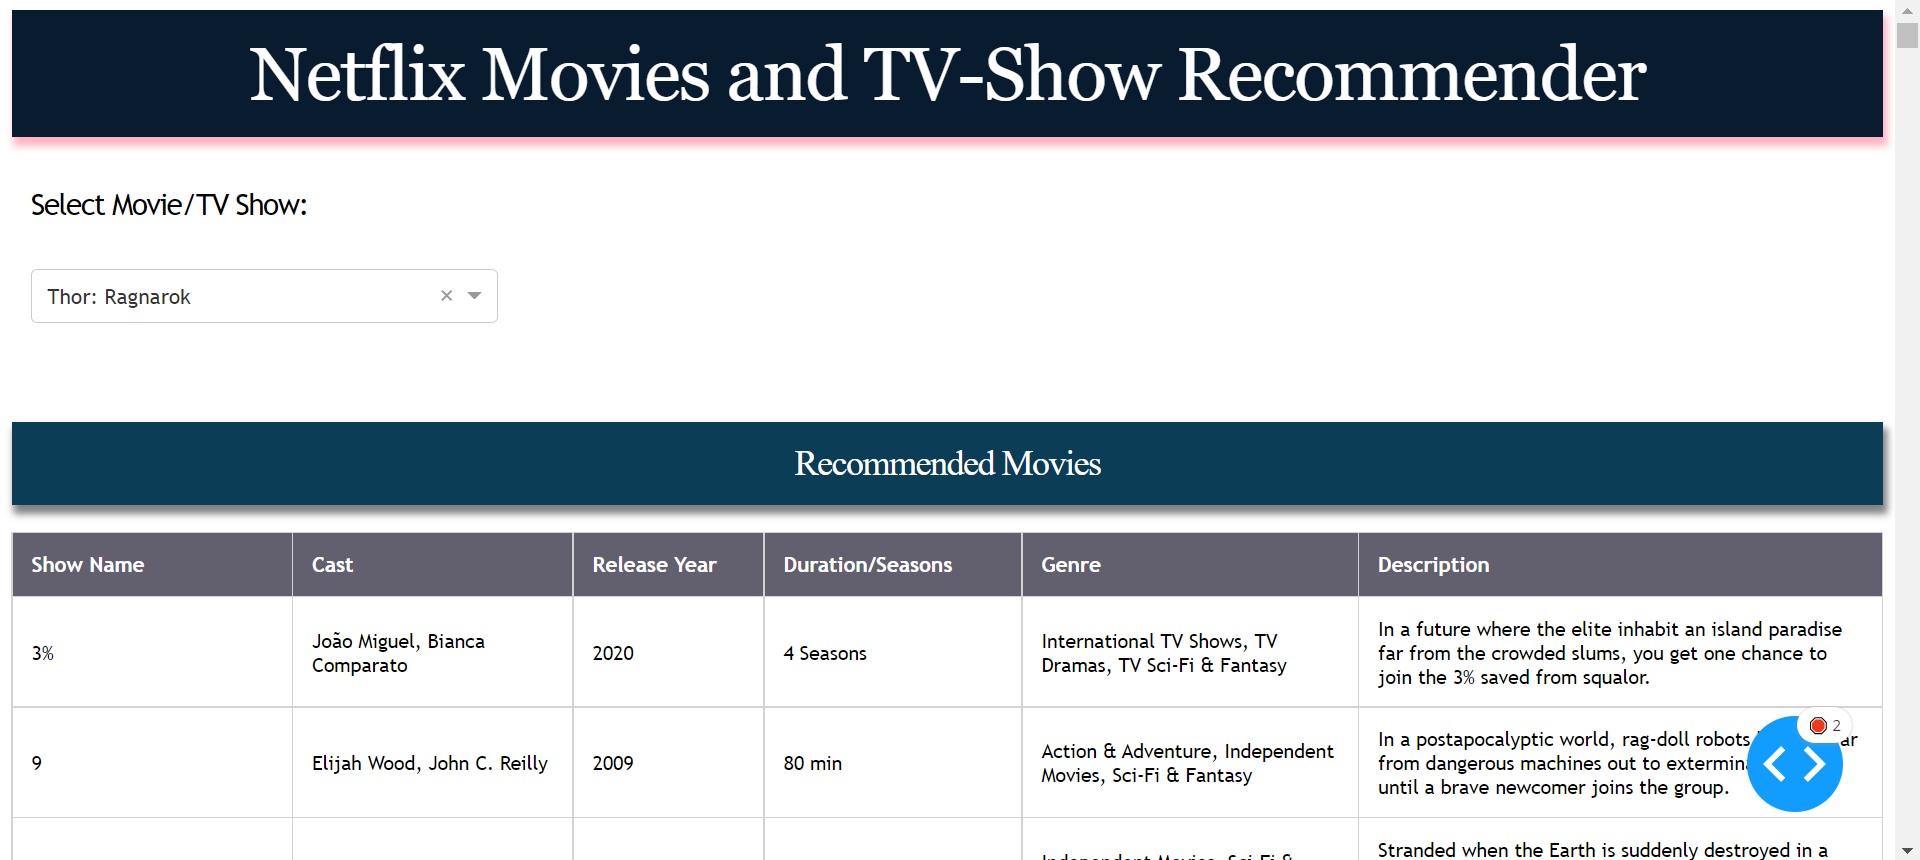 Netflix Movies and TV-Show Recommender
Select Movie/TV Show:
Thor: Ragnarok
Recommended Movies
Show Name Cast Release Year Duration/Seasons Genre Description
3%
João Miguel, Bianca
Comparato
2020
4 Seasons
International TV Shows, TV
Dramas, TV Sci-Fi & Fantasy
In a future where the elite inhabit an island paradise
far from the crowded slums, you get one chance to
join the 3% saved from squalor.
9
Elijah Wood, John C. Reilly
2009
80 min
Action & Adventure, Independent
Movies, Sci-Fi & Fantasy
In a postapocalyptic world, rag-doll robots
from dangerous machines out to
until a brave newcomer joins the group.
2
Independent Movies, Sci-Fi &
Stranded when the Earth is suddenly destroyed in a